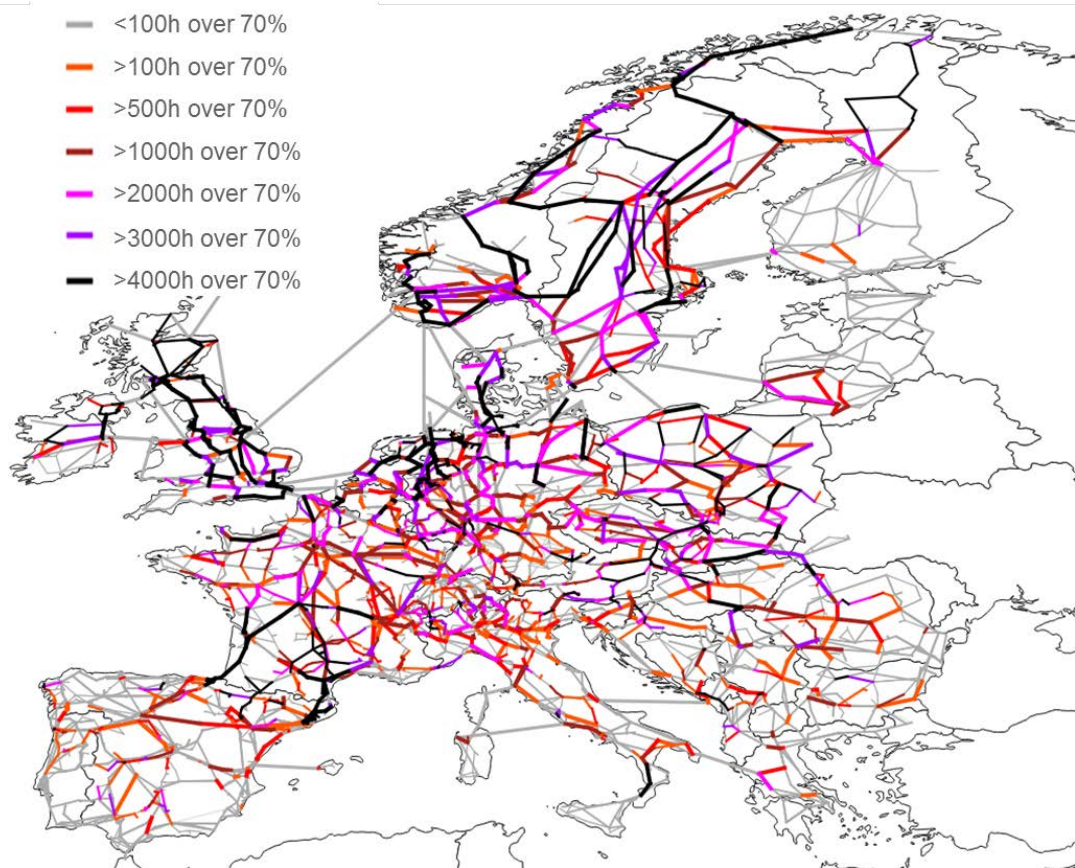 <100h over 70%
>100h over 70%
>500h over 70%
>1000h over 70%
>2000h over 70%
>3000h over 70%
>4000h over 70%